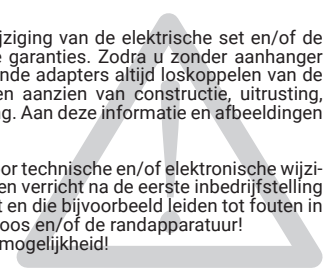 jziging van de elektrische set en/of de
garanties. Zodra u zonder aanhanger
nde adapters altijd loskoppelen van de
en aanzien van constructie, uitrusting,
g. Aan deze informatie en afbeeldingen
or technische en/of elektronische wijzi-
en verricht na de eerste inbedrijfstelling
t en die bijvoorbeeld leiden tot fouten in
oos en/of de randapparatuur!
mogelijkheid!